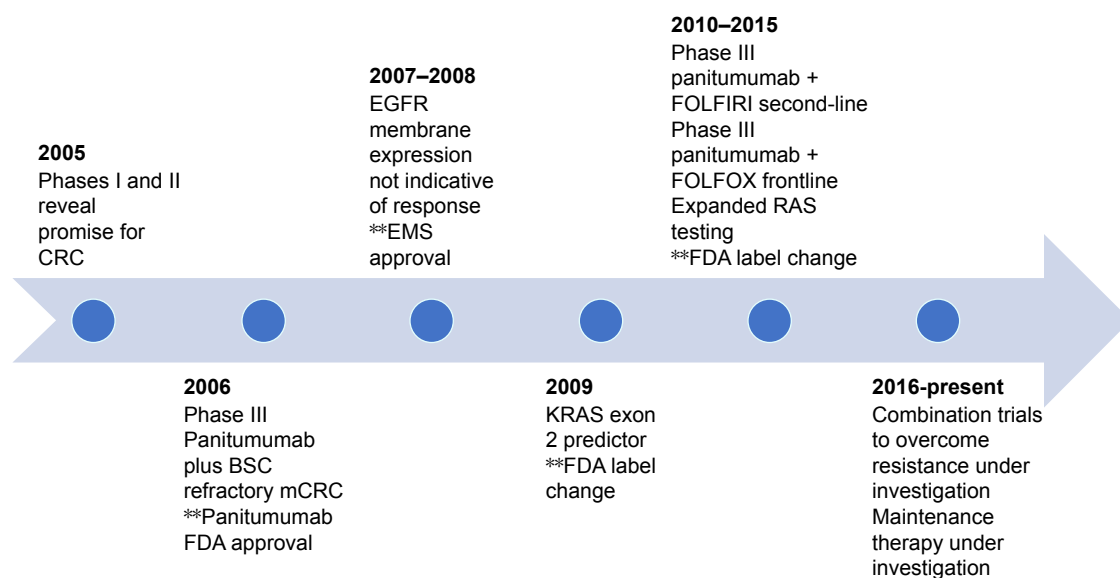 2005
Phases I and II
reveal
promise for
CRC
2006
Phase III
Panitumumab
plus BSC
refractory mCRC
**Panitumumab
FDA approval
2007–2008
EGFR
membrane
expression
not indicative
of response
**EMS
approval
2009
KRAS exon
2 predictor
**FDA label
change
2010–2015
Phase III
panitumumab +
FOLFIRI second-line
Phase III
panitumumab +
FOLFOX frontline
Expanded RAS
testing
**FDA label change
2016-present
Combination trials
to overcome
resistance under
investigation
Maintenance
therapy under
investigation